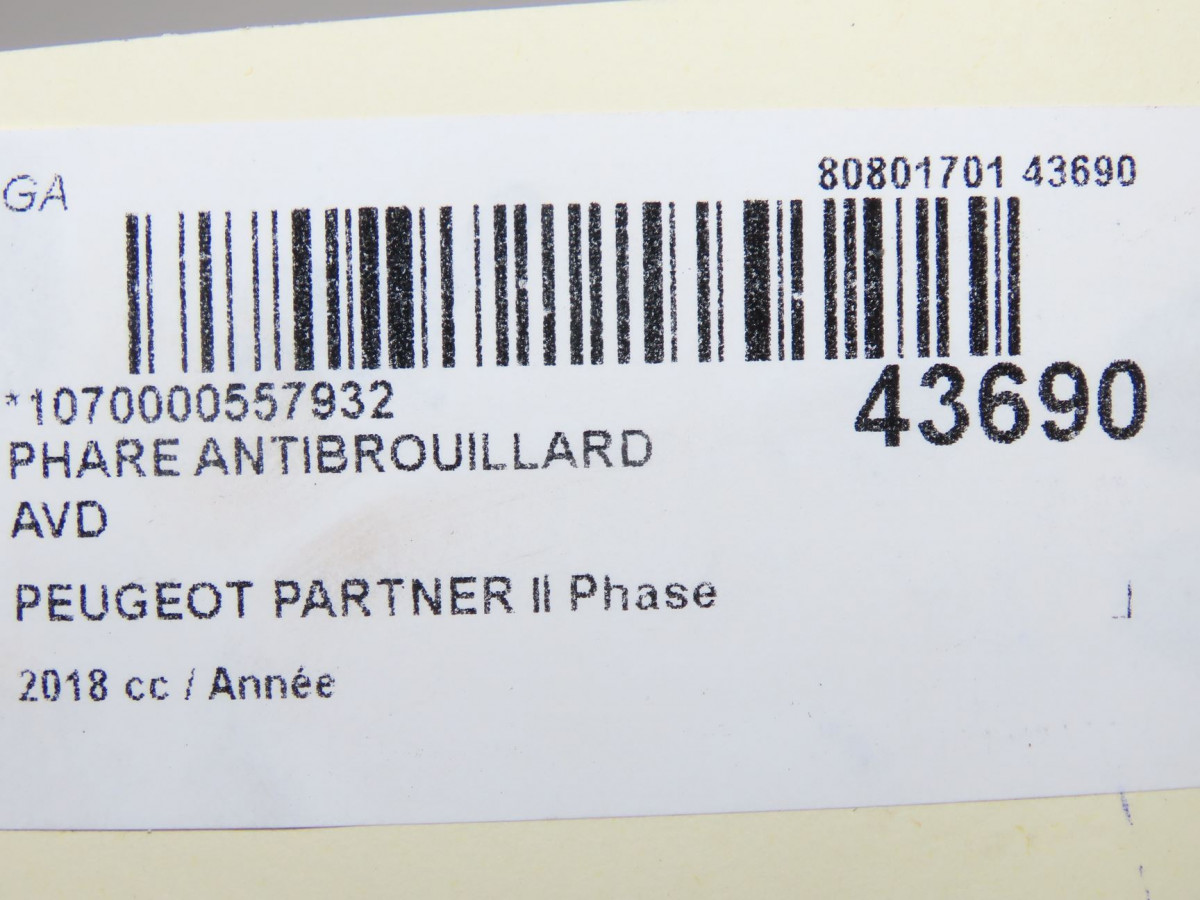 GA
80801701 43690
*1070000557932
43690
PHARE ANTIBROUILLARD
AVD
PEUGEOT PARTNER II Phase
2018 cc / Année